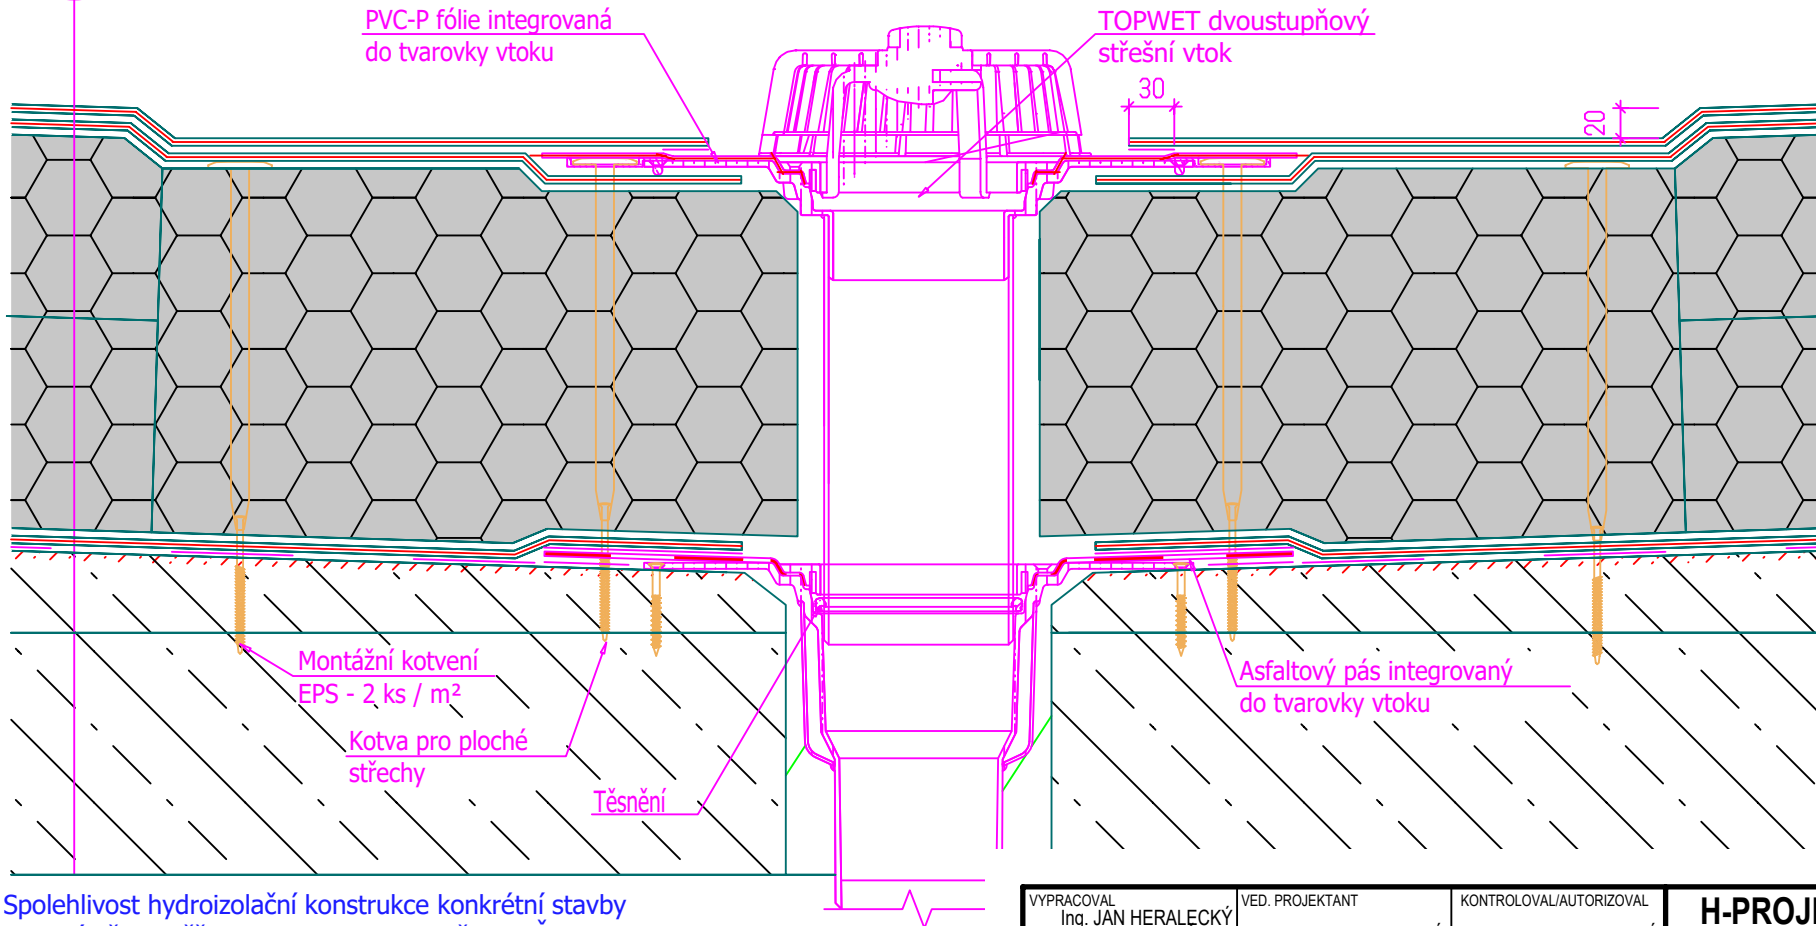 PVC-P fólie integrovaná
do tvarovky vtoku
TOPWET dvoustupňový
střešní vtok
30
20
Montážní kotvení
EPS - 2 ks / m²
Kotva pro ploché
střechy
Těsnění
Asfaltový pás integrovaný
do tvarovky vtoku
Spolehlivost hydroizolační konstrukce konkrétní stavby
VYPRACOVAL
Ing. JAN HERALECKÝ
VED. PROJEKTANT
KONTROLOVAL/AUTORIZOVAL